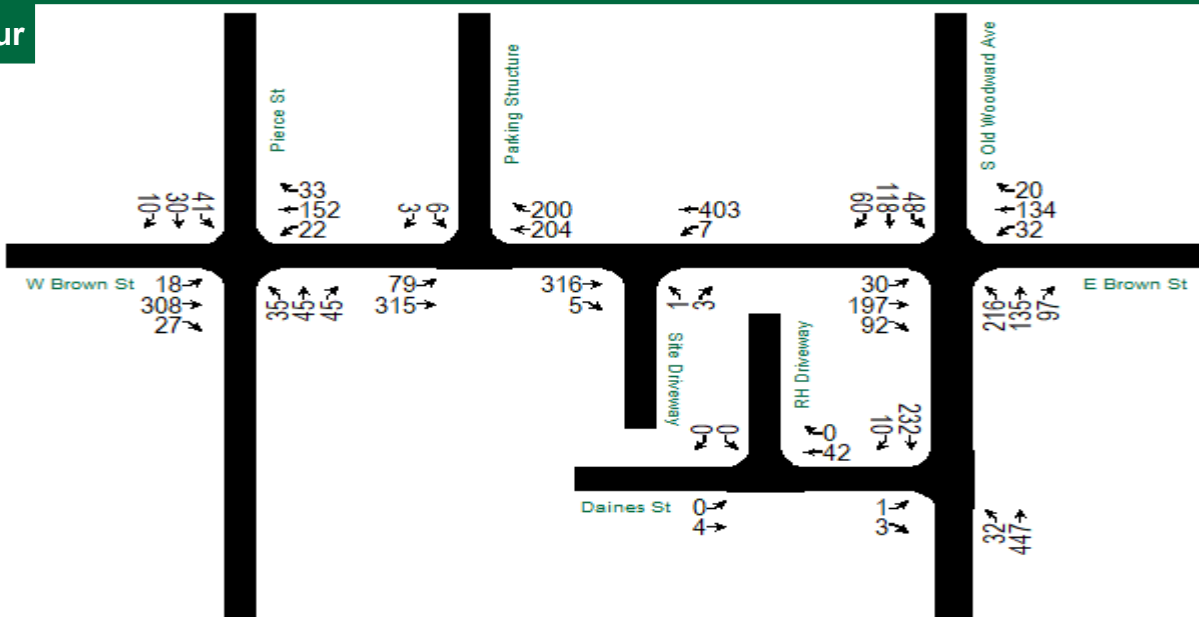 ur
Pierce St
Parking Structure
S Old Woodward Ave
10 30 41
33
152
22
3 6
200
204
403
7
60 118 48
20
134
32
W Brown St
18
308
27
35 45 45
79
315
316
5
1 3
30
197
92
216 135 97
E Brown St
Site Driveway
RH Driveway
0 0
0
42
10 232
Daines St
0
4
1
3
32 447